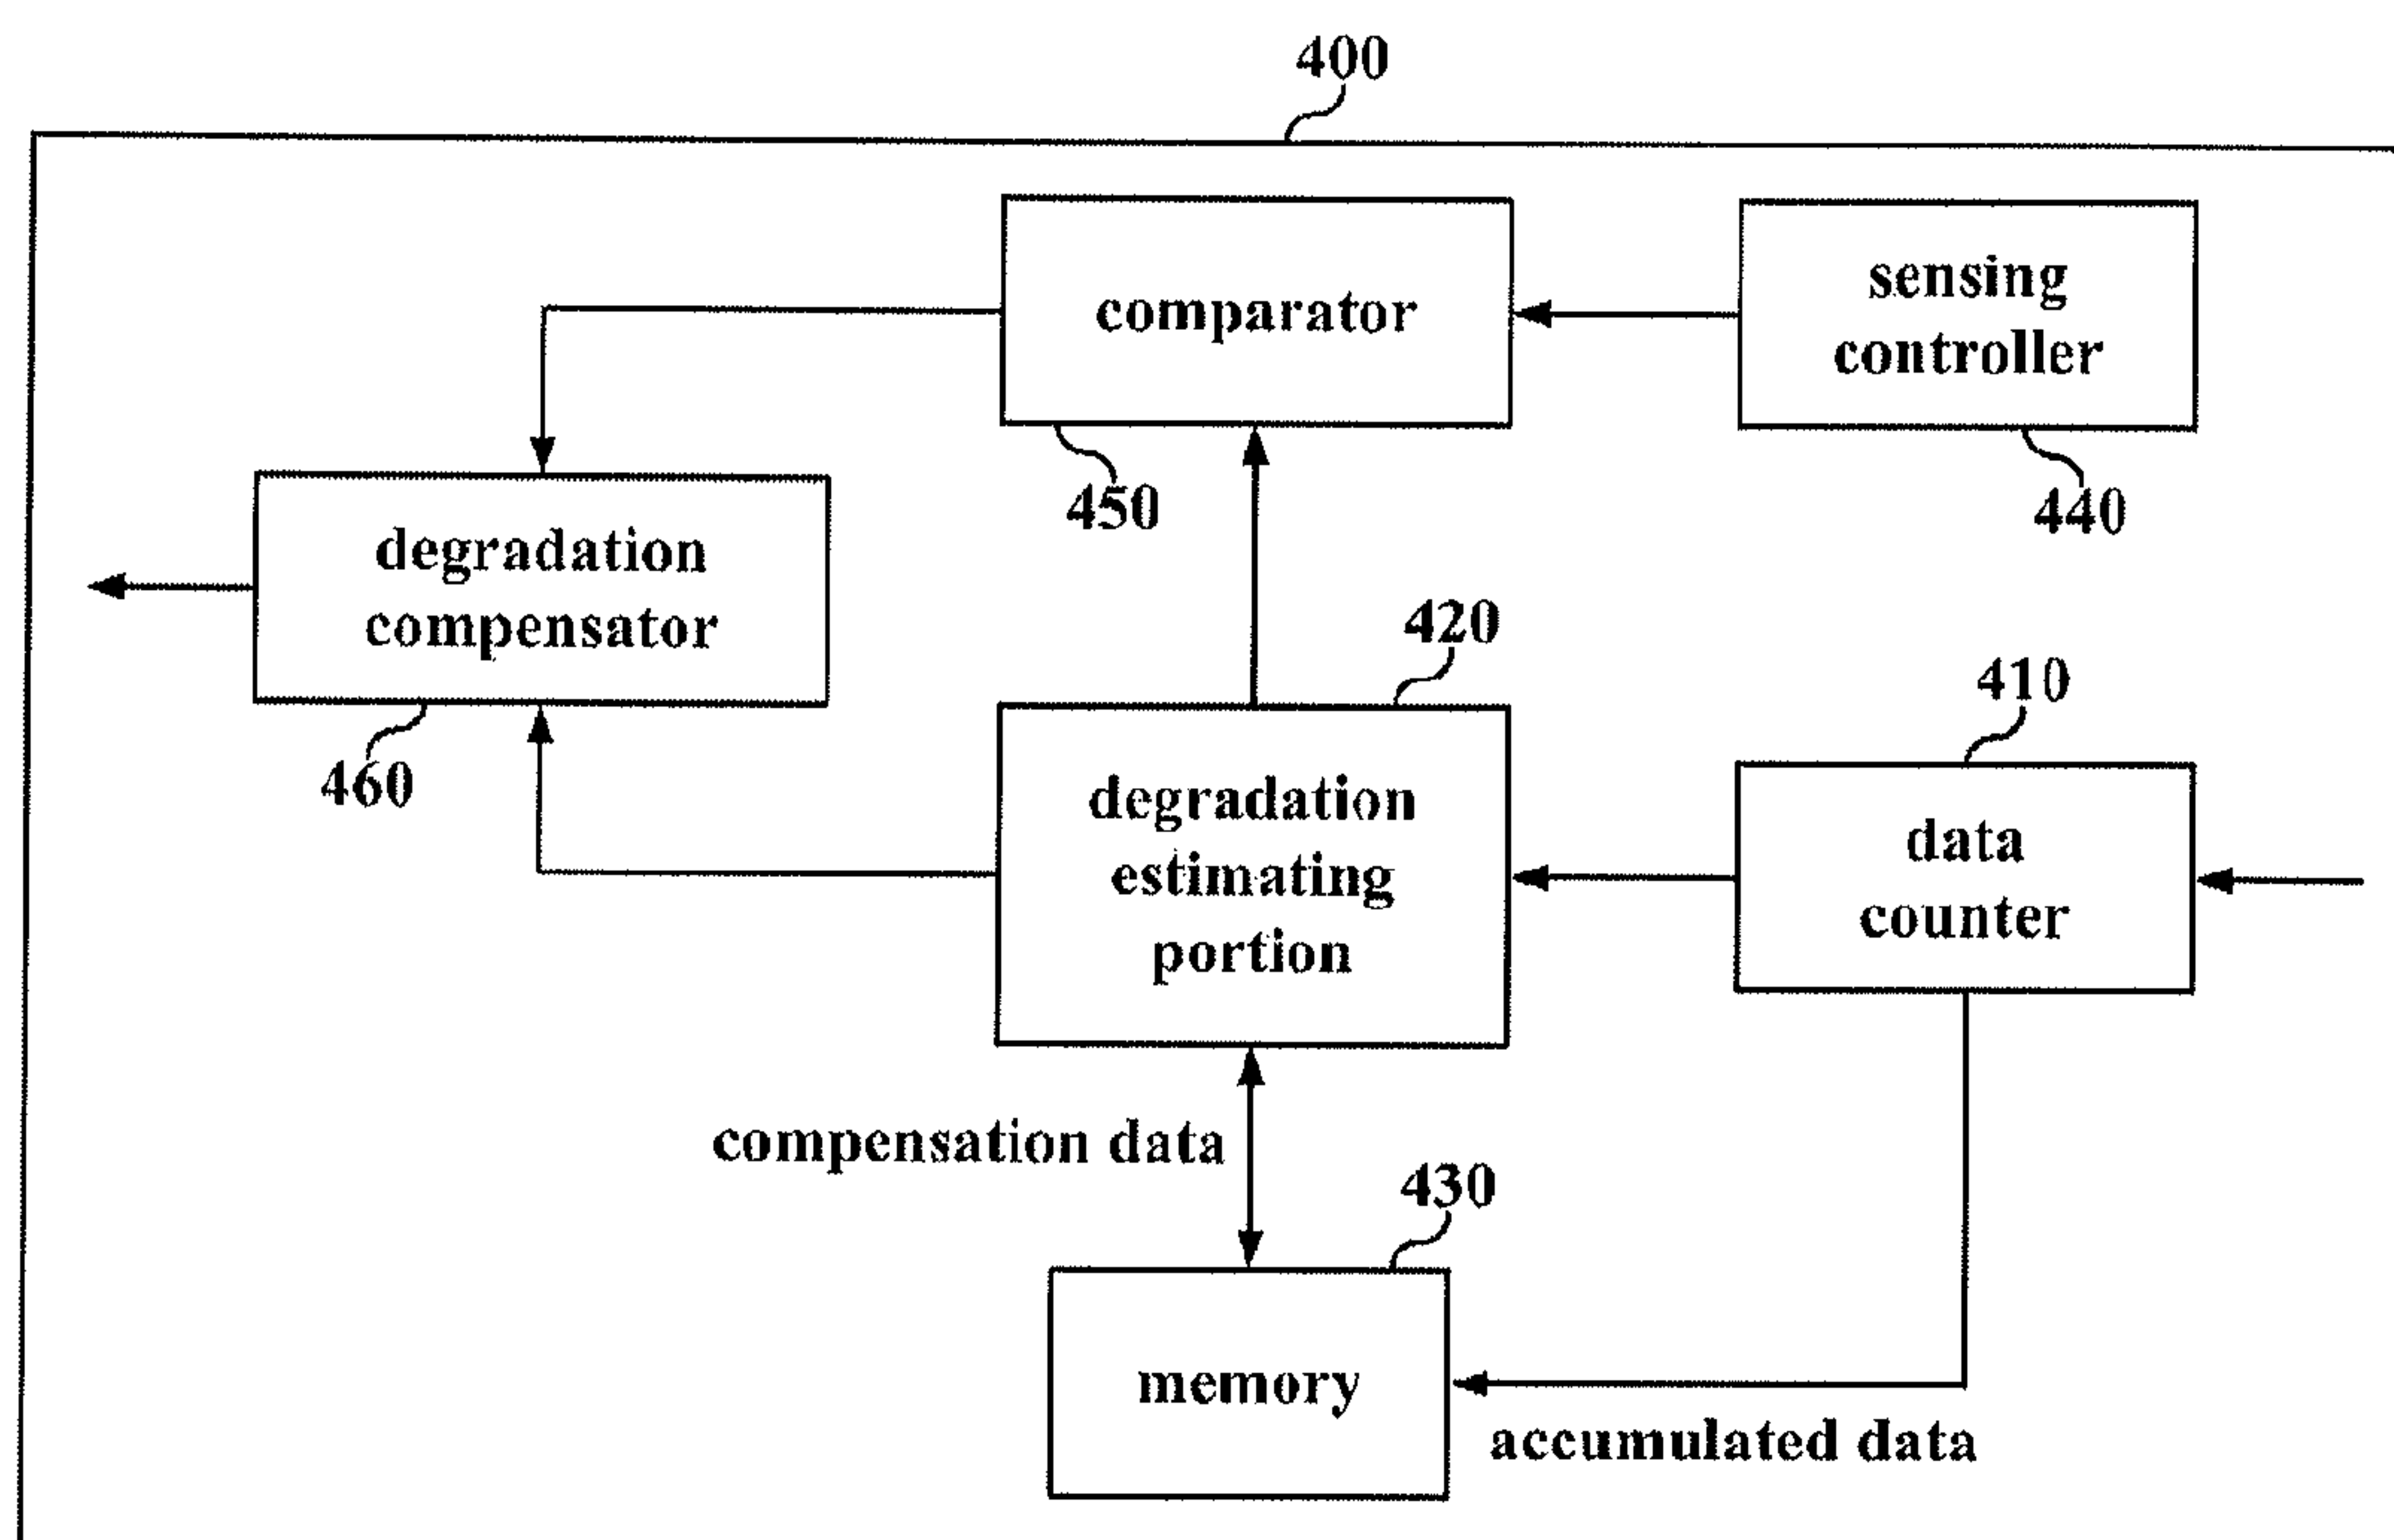 400
comparator
sensing
controller
450
440
degradation
compensator
460
420
410
degradation
estimating
portion
data
counter
compensation data
430
memory
accumulated data